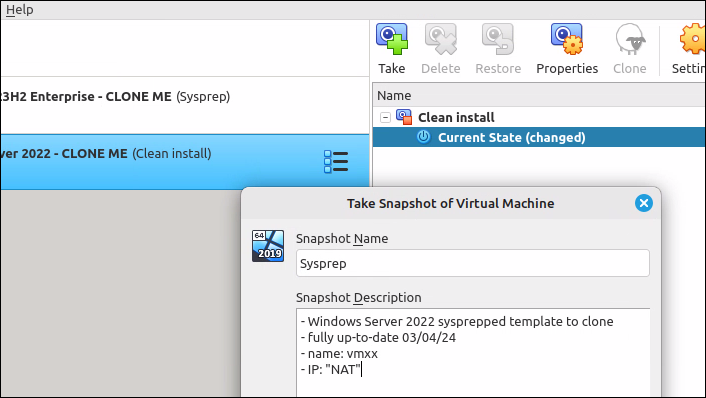 Help
Take Delete Restore Properties Clone Settin
Name
R3H2 Enterprise - CLONE ME (Sysprep)
Clean install
Current State (changed)
ver 2022 - CLONE ME (Clean install)
Take Snapshot of Virtual Machine
64
2019
Snapshot Name
Sysprep
Snapshot Description
- Windows Server 2022 sysprepped template to clone
- fully up-to-date 03/04/24
- name: vmxx
- IP: "NAT"